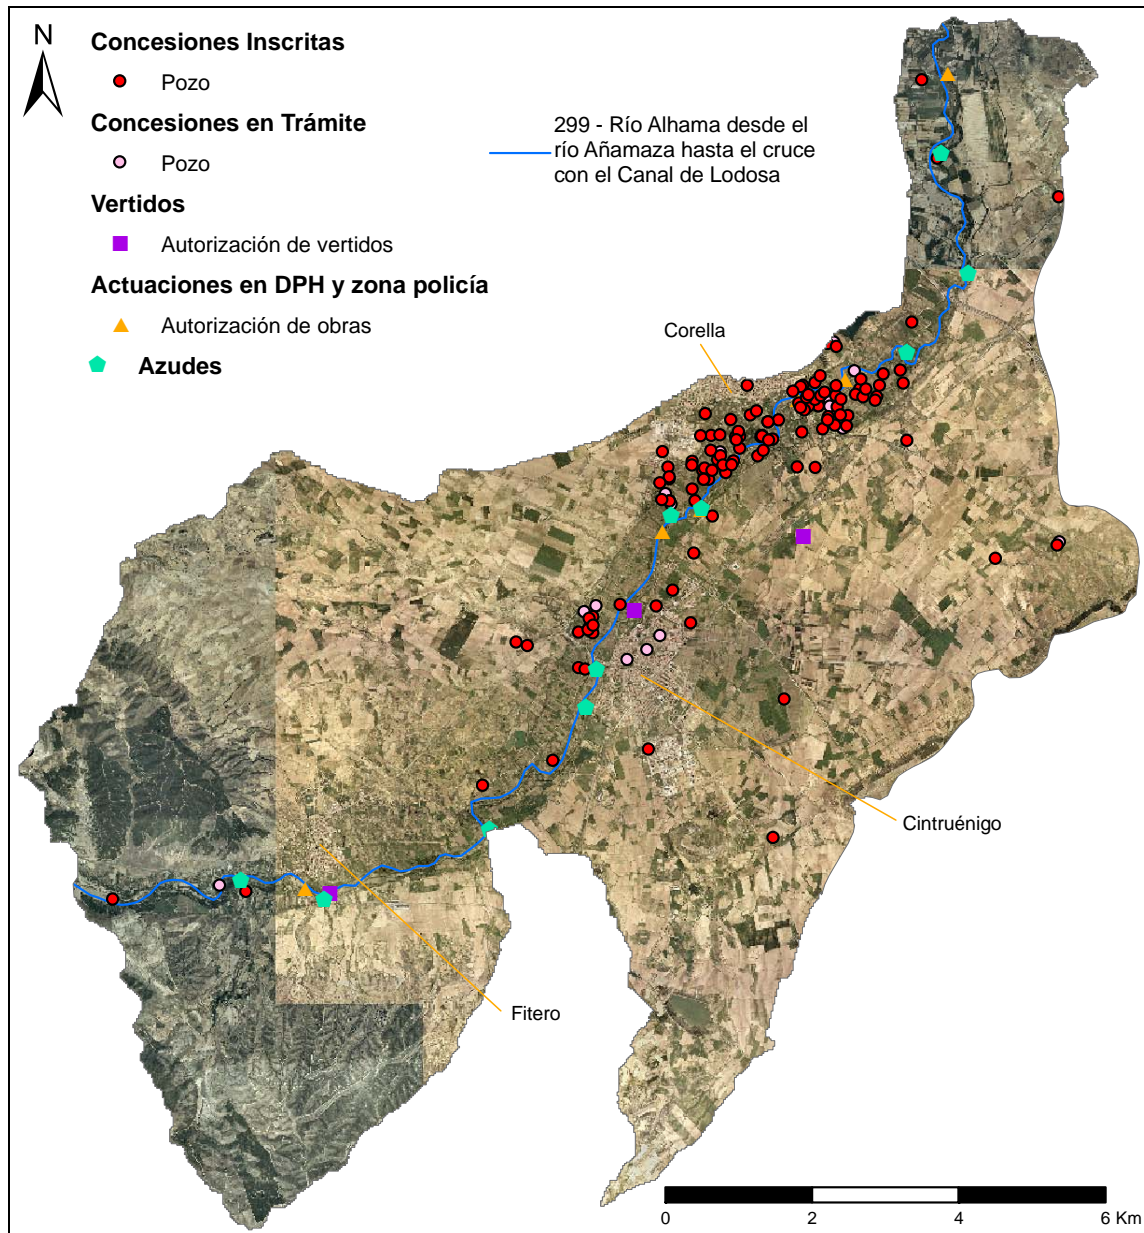 N
Concesiones Inscritas
Pozo
Concesiones en Trámite
Pozo
Vertidos
Autorización de vertidos
Actuaciones en DPH y zona policía
Autorización de obras
Azudes
299 - Río Alhama desde el
río Añamaza hasta el cruce
con el Canal de Lodosa
Corella
Cintruénigo
Fitero
0 2 4 6 Km